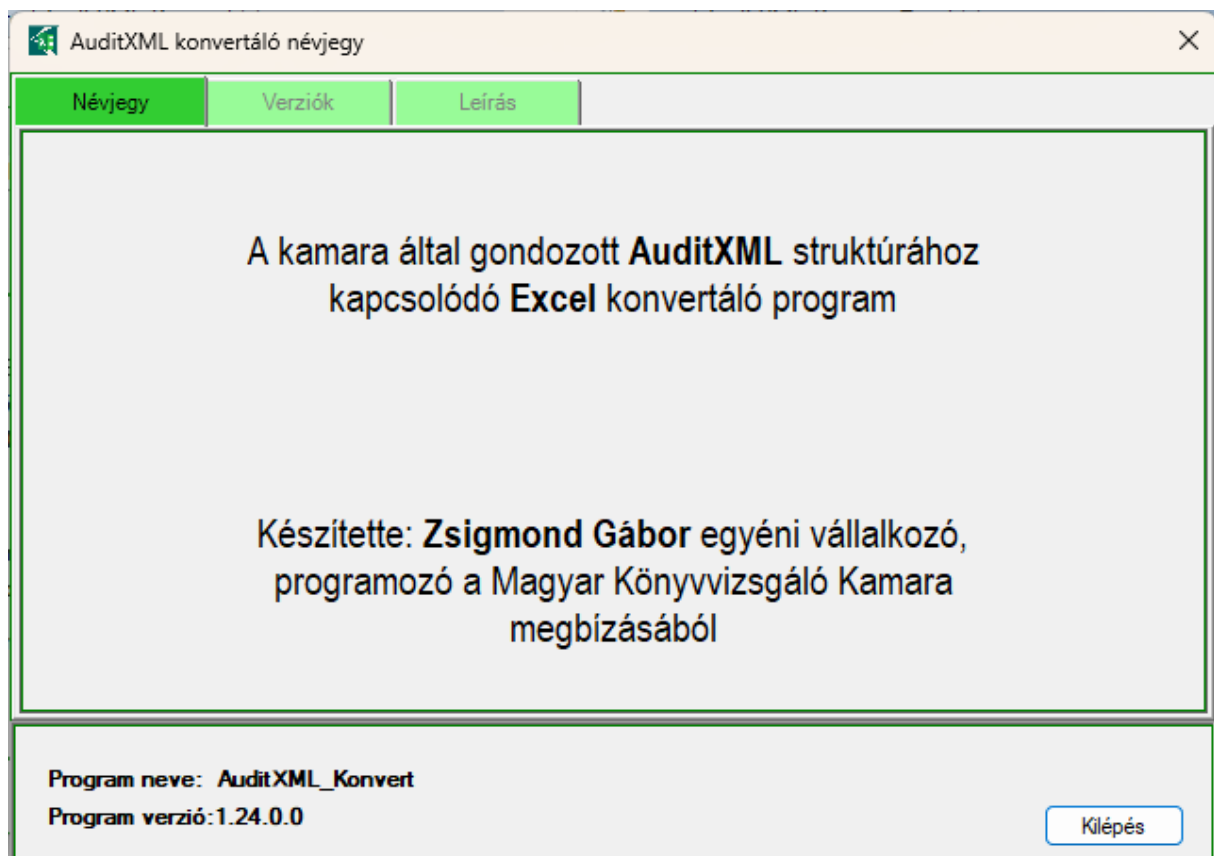 AuditXML konvertáló névjegy
Névjegy Verziók Leírás
A kamara által gondozott AuditXML struktúrához
kapcsolódó Excel konvertáló program
Készítette: Zsigmond Gábor egyéni vállalkozó,
programozó a Magyar Könyvvizsgáló Kamara
megbízásából
Program neve: AuditXML_Konvert
Program verzió:1.24.0.0
Kilépés